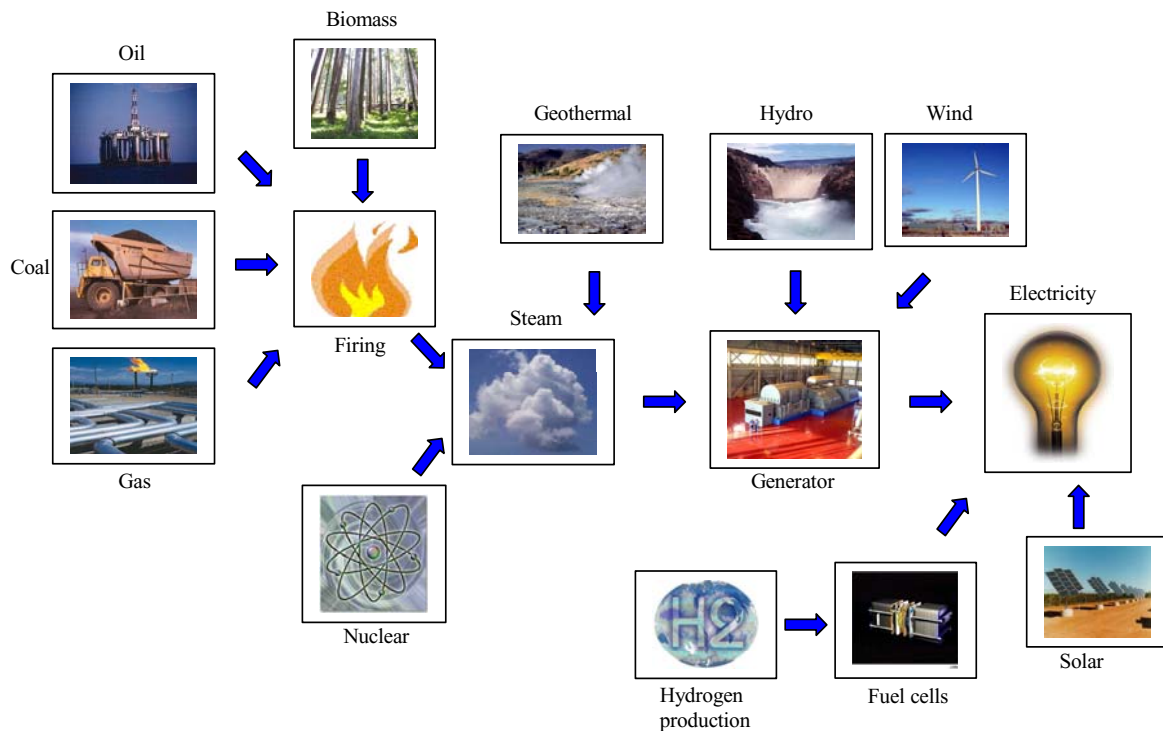 Biomass
Oil
Geothermal
Hydro
Wind
Coal
Electricity
Steam
Firing
Gas
Generator
H2
Nuclear
Solar
Hydrogen
production
Fuel cells